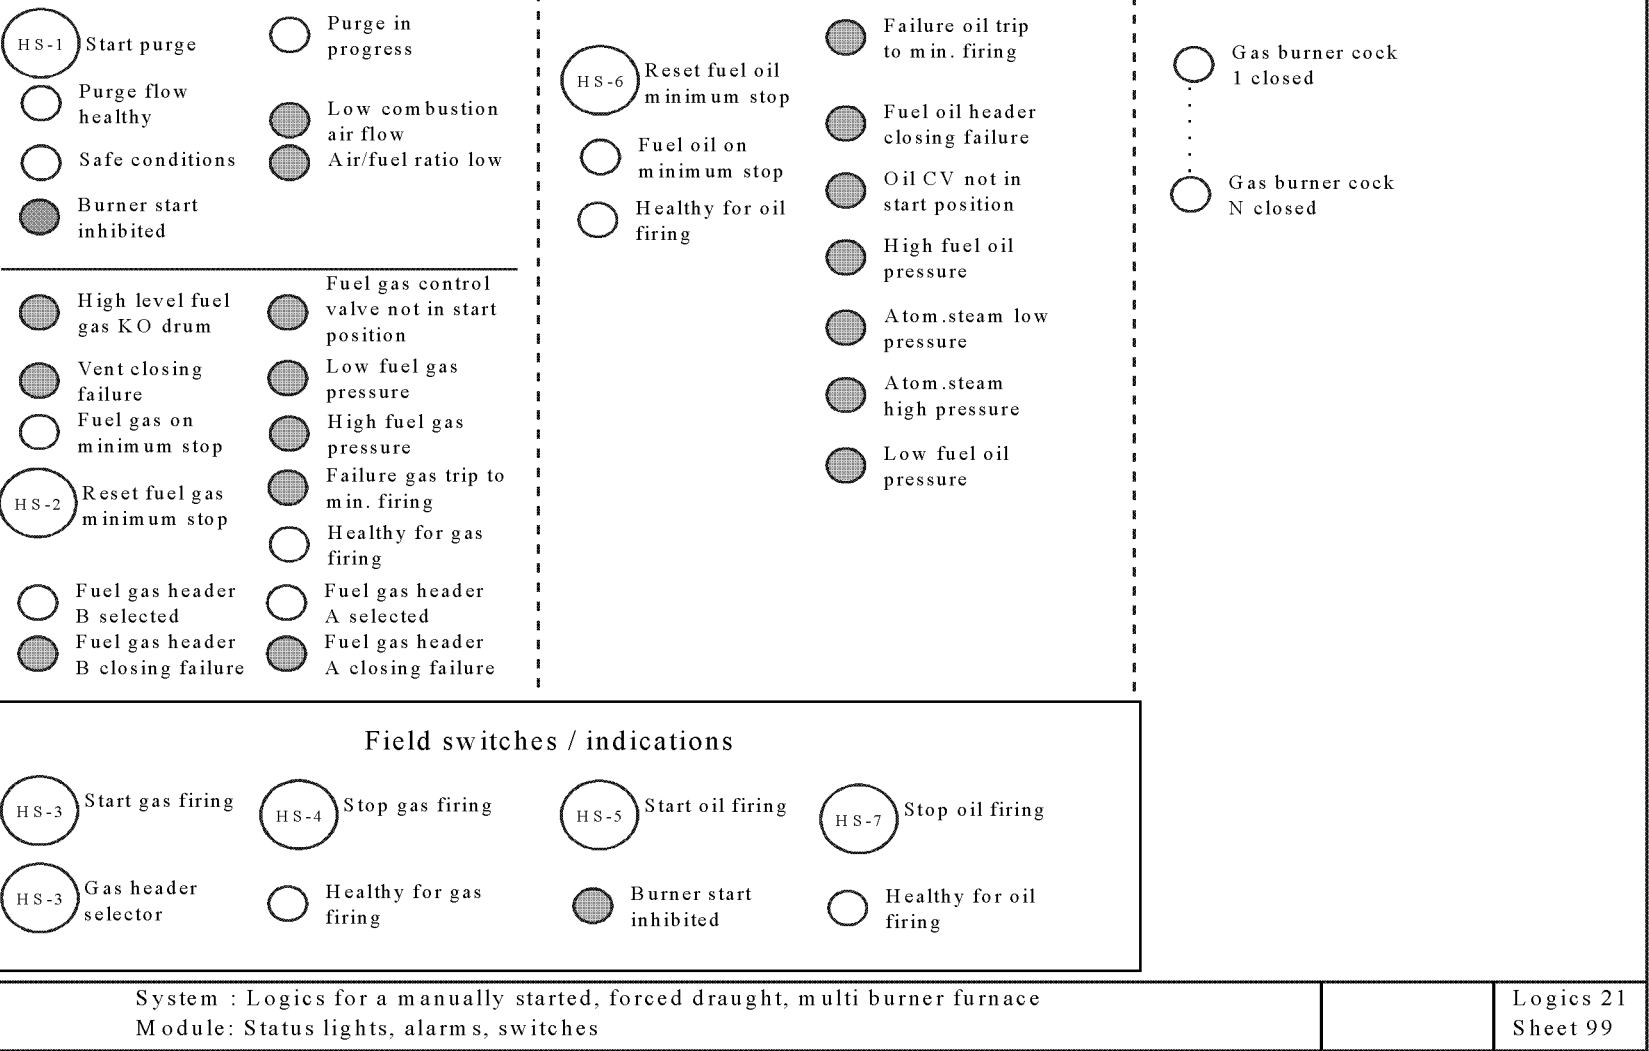 HS-1
Start purge
Purge flow
healthy
Safe conditions
Burner start
inhibited
Purge in
progress
Low combustion
air flow
Air/fuel ratio low
High level fuel
gas KO drum
Vent closing
failure
Fuel gas on
minimum stop
HS-2
Reset fuel gas
minimum stop
Fuel gas header
B selected
Fuel gas header
B closing failure
Fuel gas control
valve not in start
position
Low fuel gas
pressure
High fuel gas
pressure
Failure gas trip to
min. firing
Healthy for gas
firing
Fuel gas header
A selected
Fuel gas header
A closing failure
HS-6
Reset fuel oil
minimum stop
Fuel oil on
minimum stop
Healthy for oil
firing
Failure oil trip
to min. firing
Fuel oil header
closing failure
Oil CV not in
start position
High fuel oil
pressure
Atom.steam low
pressure
Atom.steam
high pressure
Low fuel oil
pressure
Gas burner cock
1 closed
Gas burner cock
N closed
Field switches / indications
HS-3
Start gas firing
HS-4
Stop gas firing
HS-5
Start oil firing
HS-7
Stop oil firing
HS-3
Gas header
selector
Healthy for gas
firing
Burner start
inhibited
Healthy for oil
firing
System : Logics for a manually started, forced draught, multi burner furnace
Module: Status lights, alarms, switches
Logics 21
Sheet 99